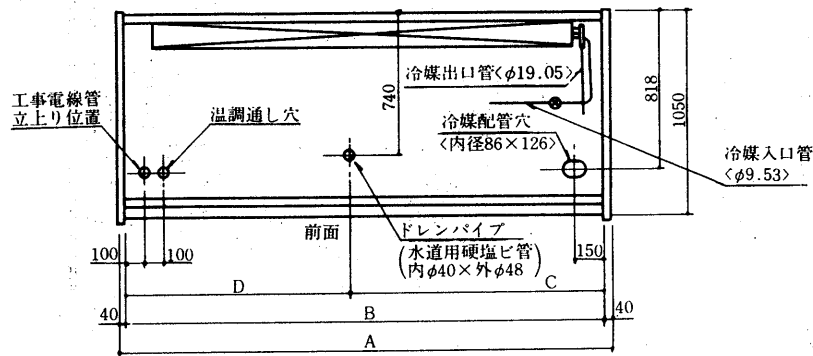 冷媒出口管<φ19.05>
740
818
1050
工事電線管
立上り位置
温調通し穴
冷媒配管穴
<内径86×126>
冷媒入口管
<φ9.53>
前面
ドレンパイプ
(水道用硬塩ビ管
内φ40×外φ48)
100
100
150
D
C
40
B
40
A